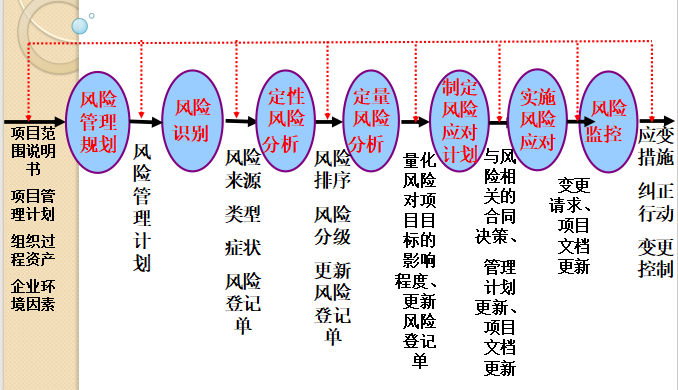 风险
管理
规划
风险
识别
定性
风险
分析
定量
风险
分析
制定
风险
应对
计划
实施
风险
应对
风险
监控
项目范
围说明
书
项目管
理计划
组织过
程资产
企业环
境因素
风
险
管
理
计
划
风险
来源
类型
症状
风险
登记
单
风险
排序
风险
分级
更新
风险
登记
单
量化
风险
对项
目目
标的
影响
程度、
更新
风险
登记
单
与风
险相
关的
合同
决策、
管理
计划
更新、
项目
文档
更新
变更
请求、
项目
文档
更新
应变
措施
纠正
行动
变更
控制